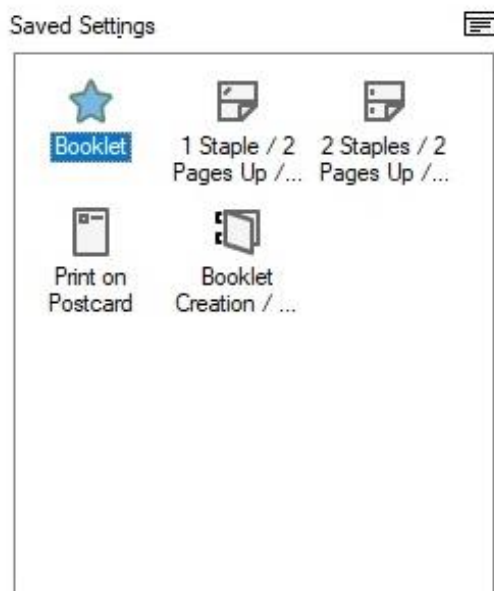 Saved Settings
Booklet
1 Staple / 2
Pages Up /...
2 Staples / 2
Pages Up /...
Print on
Postcard
Booklet
Creation / ...